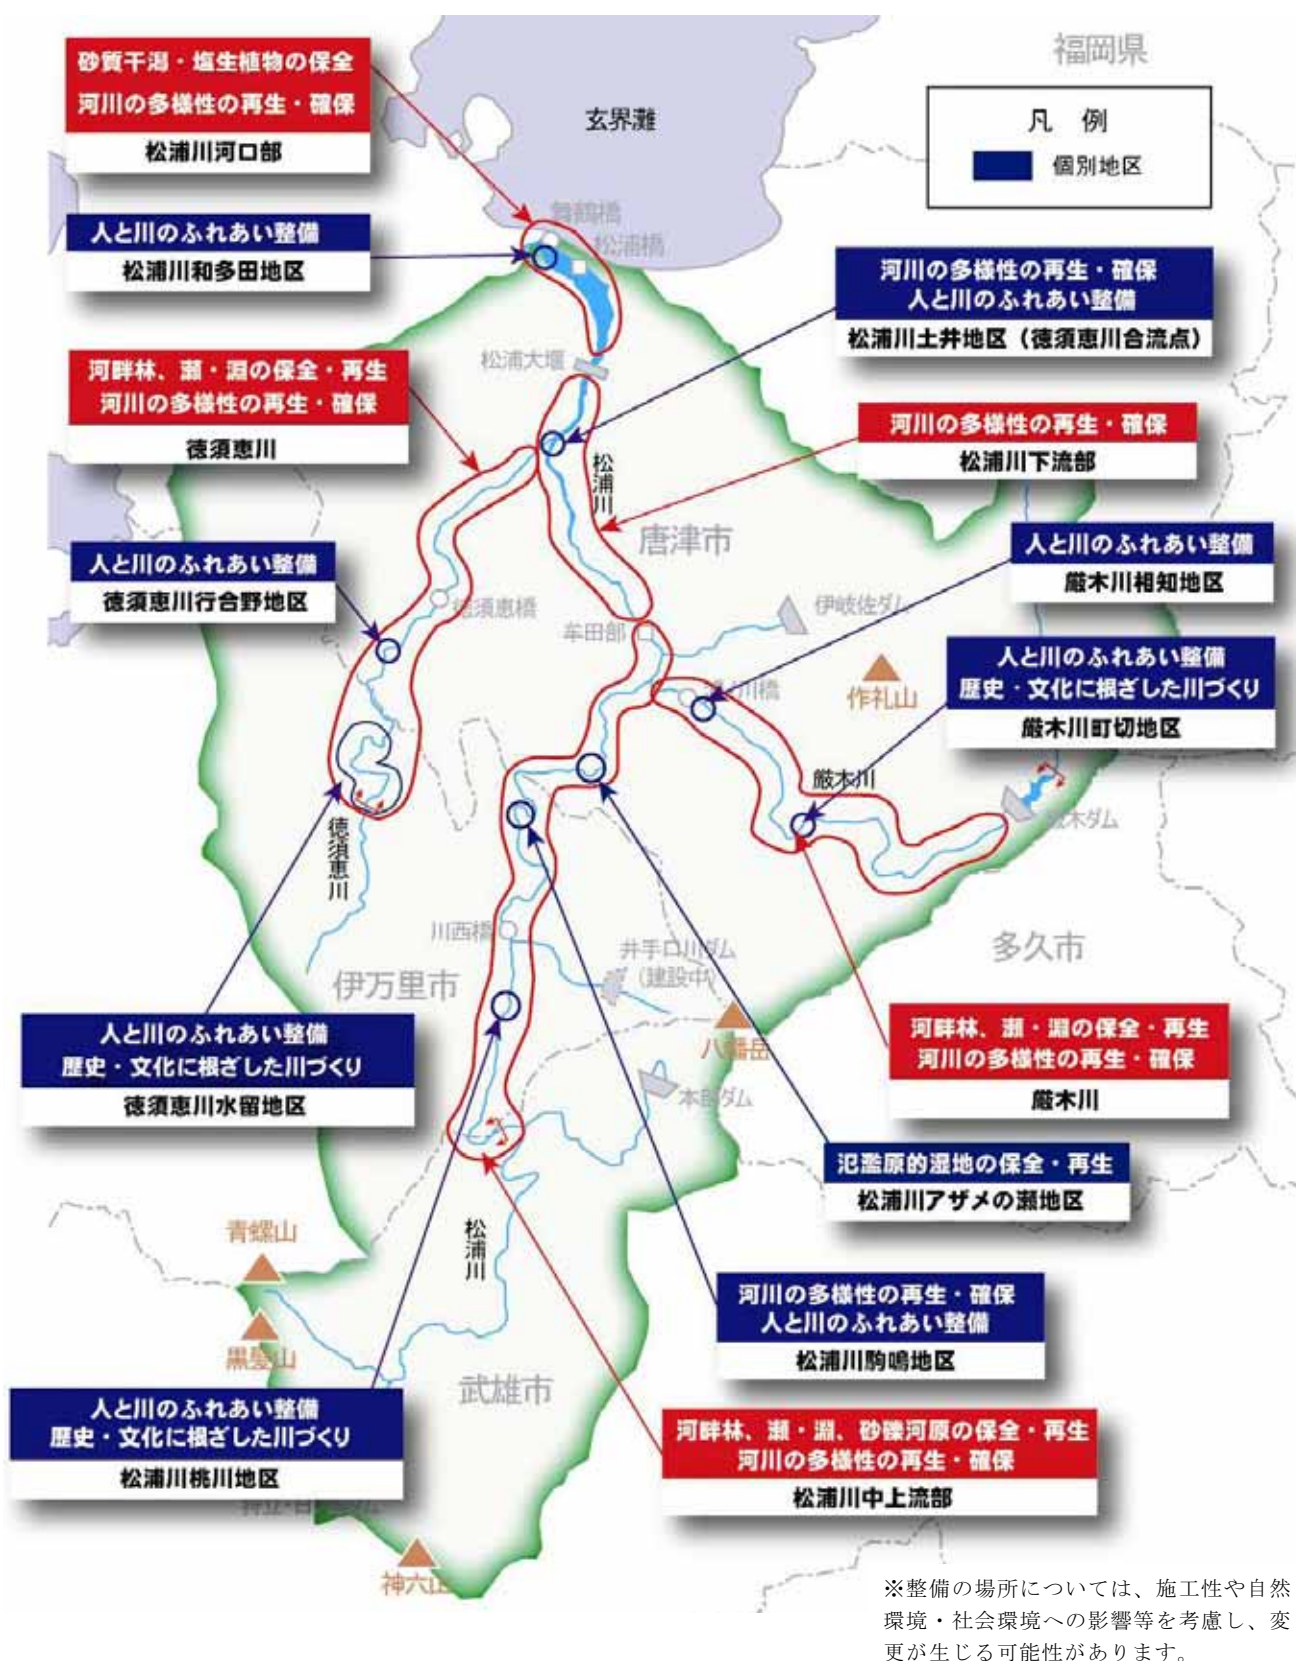 福岡県
凡 例
個別地区
玄界灘
砂質干潟・塩生植物の保全
河川の多様性の再生・確保
松浦川河口部
舞鶴橋
松浦橋
人と川のふれあい整備
松浦川和多田地区
河川の多様性の再生・確保
人と川のふれあい整備
松浦川土井地区（徳須恵川合流点）
松浦大堰
河畔林、瀬・淵の保全・再生
河川の多様性の再生・確保
徳須恵川
河川の多様性の再生・確保
松浦川下流部
松浦川
唐津市
人と川のふれあい整備
厳木川相知地区
人と川のふれあい整備
徳須恵川行合野地区
徳須恵橋
牟田部
伊岐佐ダム
作礼山
川橋
人と川のふれあい整備
歴史・文化に根ざした川づくり
厳木川町切地区
厳木川
木ダム
徳須恵川
川西橋
井手口川ダム
（建設中）
多久市
伊万里市
八幡岳
人と川のふれあい整備
歴史・文化に根ざした川づくり
徳須恵川水留地区
河畔林、瀬・淵の保全・再生
河川の多様性の再生・確保
厳木川
本部ダム
氾濫原的湿地の保全・再生
松浦川アザメの瀬地区
松浦川
青螺山
黒髪山
河川の多様性の再生・確保
人と川のふれあい整備
松浦川駒鳴地区
武雄市
人と川のふれあい整備
歴史・文化に根ざした川づくり
松浦川桃川地区
河畔林、瀬・淵、砂礫河原の保全・再生
河川の多様性の再生・確保
松浦川中上流部
神六山
※整備の場所については、施工性や自然
環境・社会環境への影響等を考慮し、変
更が生じる可能性があります。